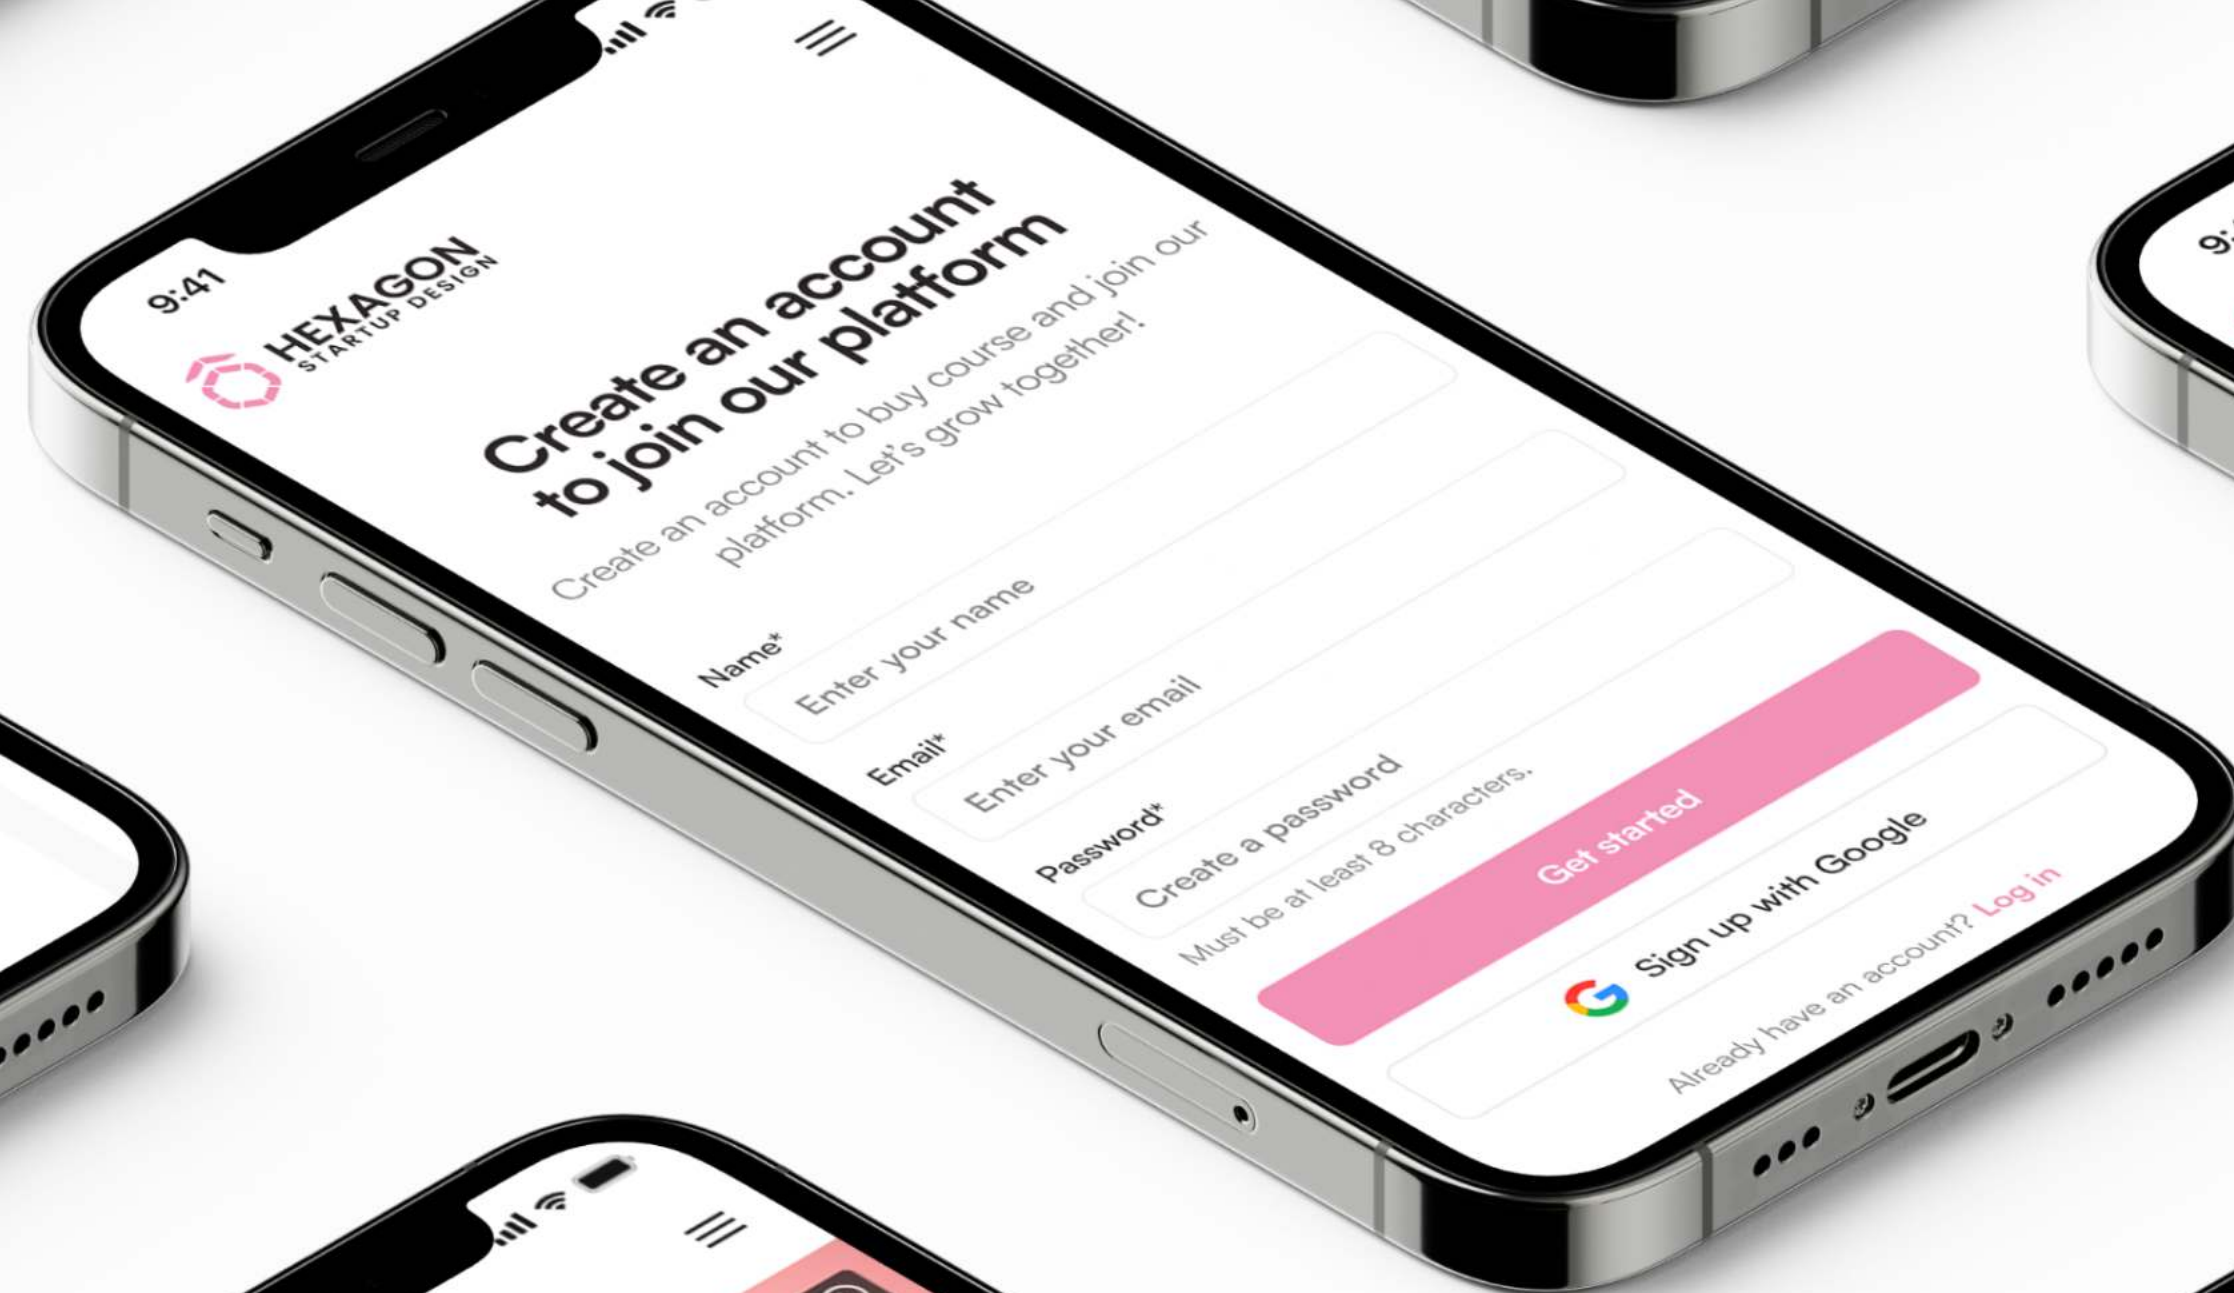 9:41
HEXAGON
STARTUP DESIGN
Create an account
to join our platform
Create an account to buy course and join our
platform. Let's grow together!
Name*
Enter your name
Email*
Enter your email
Password*
Create a password
Must be at least 8 characters.
Get started
G Sign up with Google
Already have an account? Log in